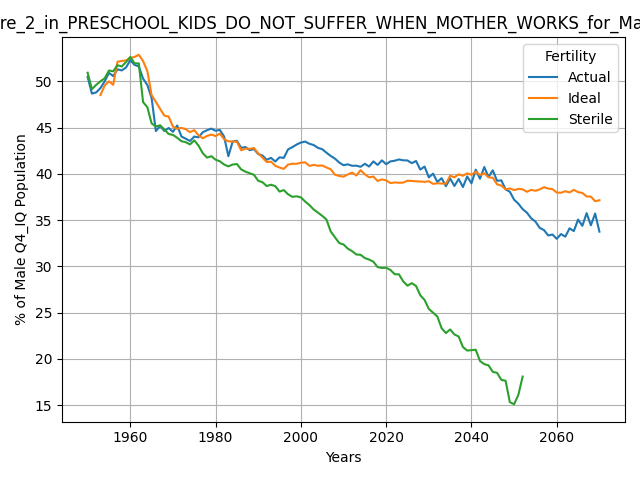 re_2_in_PRESCHOOL_KIDS_DO_NOT_SUFFER_WHEN_MOTHER_WORKS_for_Ma
Fertility
Actual
Ideal
Sterile
% of Male Q4_IQ Population
50
45
40
35
30
25
20
15
1960
1980
2000
2020
2040
2060
Years